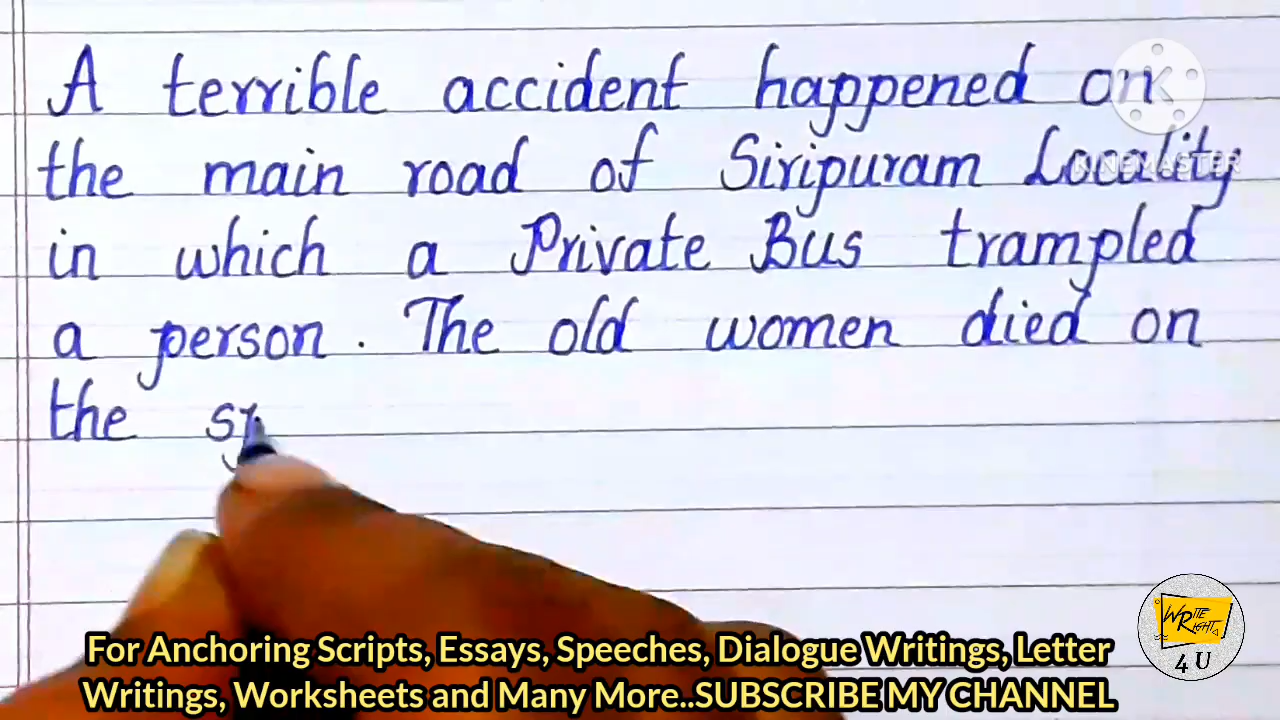 A terrible accident happened on
the main road of Siripuram Locality
in which a Private Bus trampled
a person. The old women died on
the
KINEMASTER
WRITE
RIGHT
4 U
For Anchoring Scripts, Essays, Speeches, Dialogue Writings, Letter
Writings, Worksheets and Many More..SUBSCRIBE MY CHANNEL